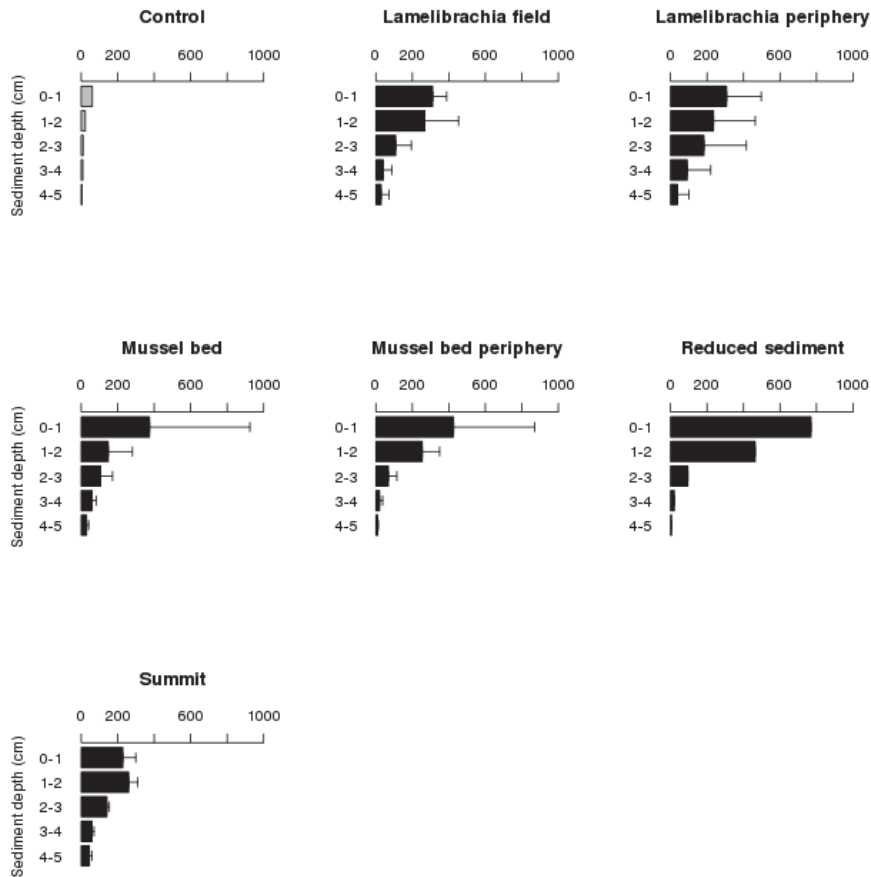 Control
0 200 600 1000
Sediment depth (cm)
0-1
1-2
2-3
3-4
4-5
Lamelibrachia field
0 200 600 1000
0-1
1-2
2-3
3-4
4-5
Lamelibrachia periphery
0 200 600 1000
0-1
1-2
2-3
3-4
4-5
Mussel bed
0 200 600 1000
Sediment depth (cm)
0-1
1-2
2-3
3-4
4-5
Mussel bed periphery
0 200 600 1000
0-1
1-2
2-3
3-4
4-5
Reduced sediment
0 200 600 1000
0-1
1-2
2-3
3-4
4-5
Summit
0 200 600 1000
Sediment depth (cm)
0-1
1-2
2-3
3-4
4-5